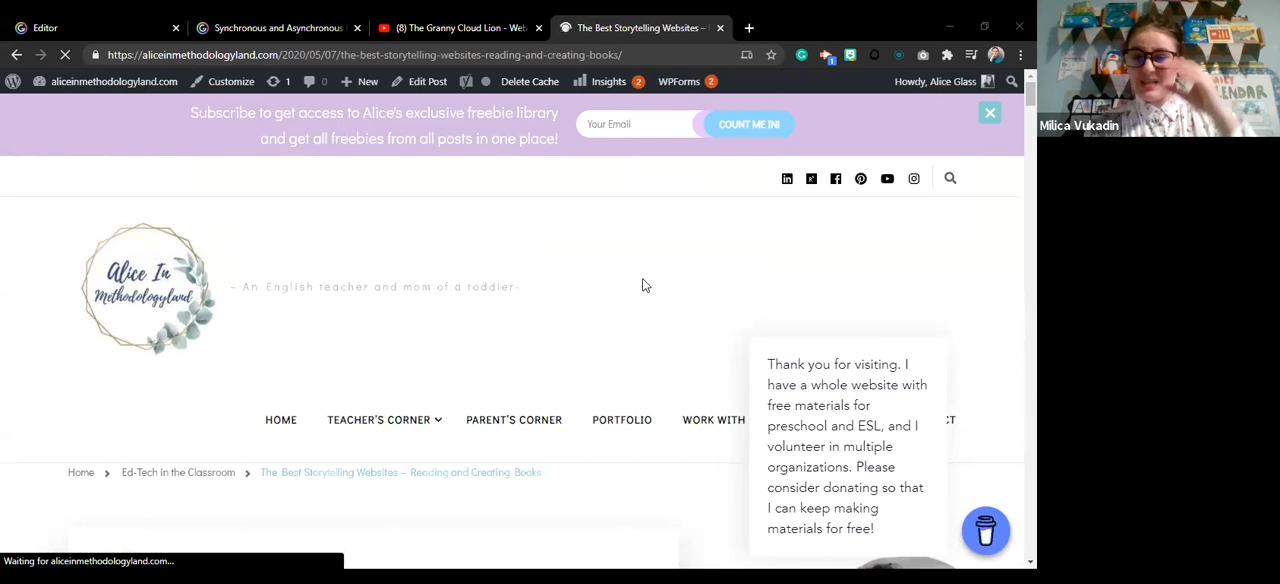 Editor
Synchronous and Asynchronous
(8) The Granny Cloud Lion - Web
The Best Storytelling Websites –
https://aliceinmethodologyland.com/2020/05/07/the-best-storytelling-websites-reading-and-creating-books/
aliceinmethodologyland.com Customize 1 0 New Edit Post Delete Cache Insights 2 WPForms 2 Howdy, Alice Glass
Subscribe to get access to Alice's exclusive freebie library
and get all freebies from all posts in one place!
Your Email
COUNT ME IN!
Milica Vukadin
Alice In
Methodologyland
- An English teacher and mom of a toddler-
HOME TEACHER'S CORNER PARENT'S CORNER PORTFOLIO WORK WITH CT
Home > Ed-Tech in the Classroom > The Best Storytelling Websites – Reading and Creating Books
Thank you for visiting. I
have a whole website with
free materials for
preschool and ESL, and I
volunteer in multiple
organizations. Please
consider donating so that
I can keep making
materials for free!
Waiting for aliceinmethodologyland.com...